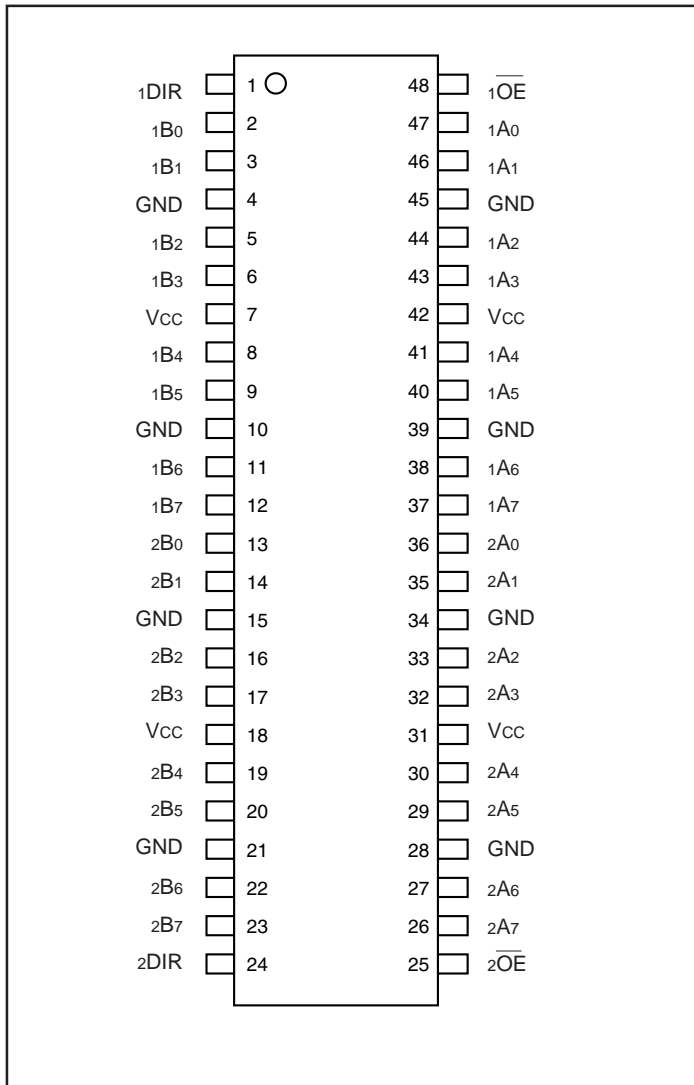 1DIR 1 48 1OE
1B0 2 47 1A0
1B1 3 46 1A1
GND 4 45 GND
1B2 5 44 1A2
1B3 6 43 1A3
VCC 7 42 VCC
1B4 8 41 1A4
1B5 9 40 1A5
GND 10 39 GND
1B6 11 38 1A6
1B7 12 37 1A7
2B0 13 36 2A0
2B1 14 35 2A1
GND 15 34 GND
2B2 16 33 2A2
2B3 17 32 2A3
VCC 18 31 VCC
2B4 19 30 2A4
2B5 20 29 2A5
GND 21 28 GND
2B6 22 27 2A6
2B7 23 26 2A7
2DIR 24 25 2OE